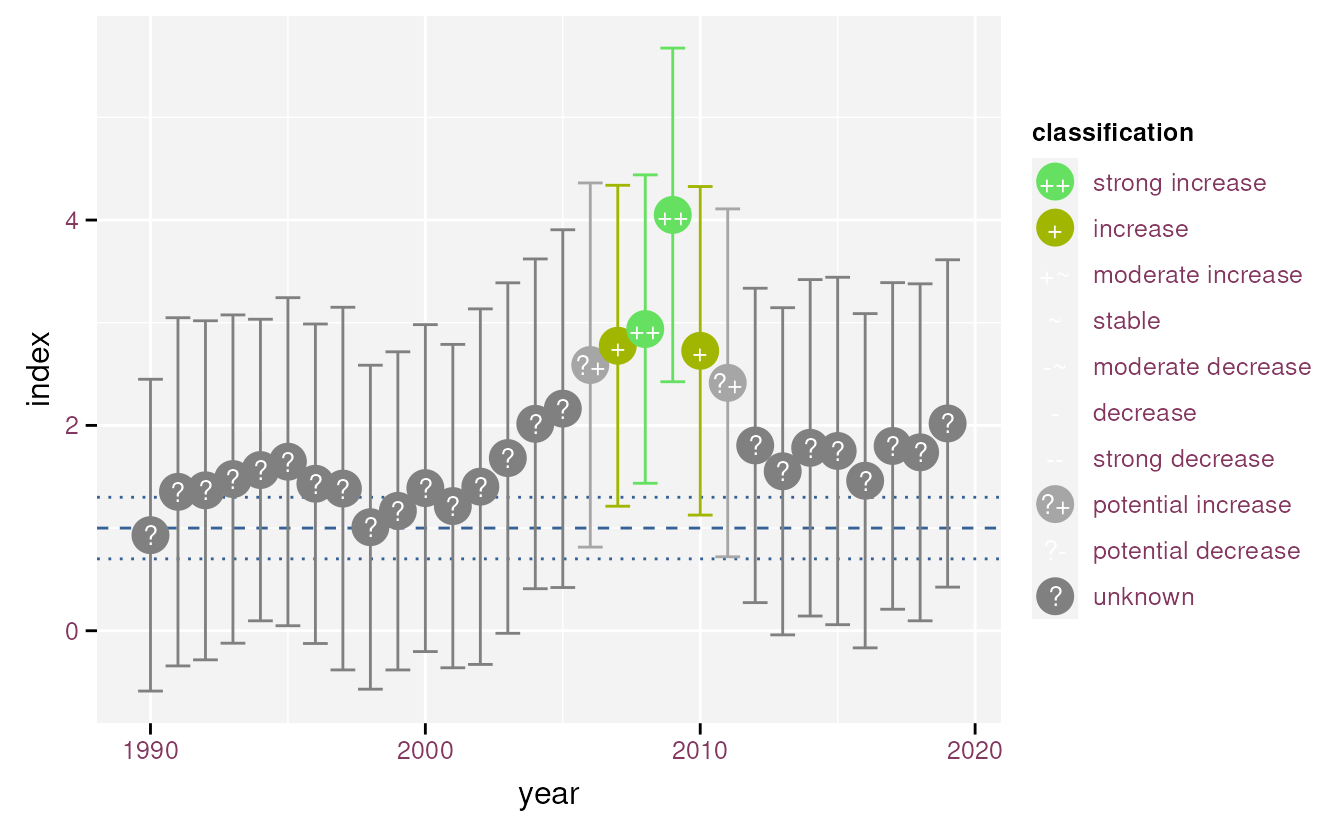 classification
++ strong increase
+ increase
+~ moderate increase
~ stable
-~ moderate decrease
- decrease
-- strong decrease
?+ potential increase
?- potential decrease
? unknown
index
4
2
0
? ? ? ? ? ? ? ? ? ? ? ? ? ? ? ? ?+ + ++ ++ + ?+ ? ? ? ? ? ? ? ?
1990 2000 2010 2020
year